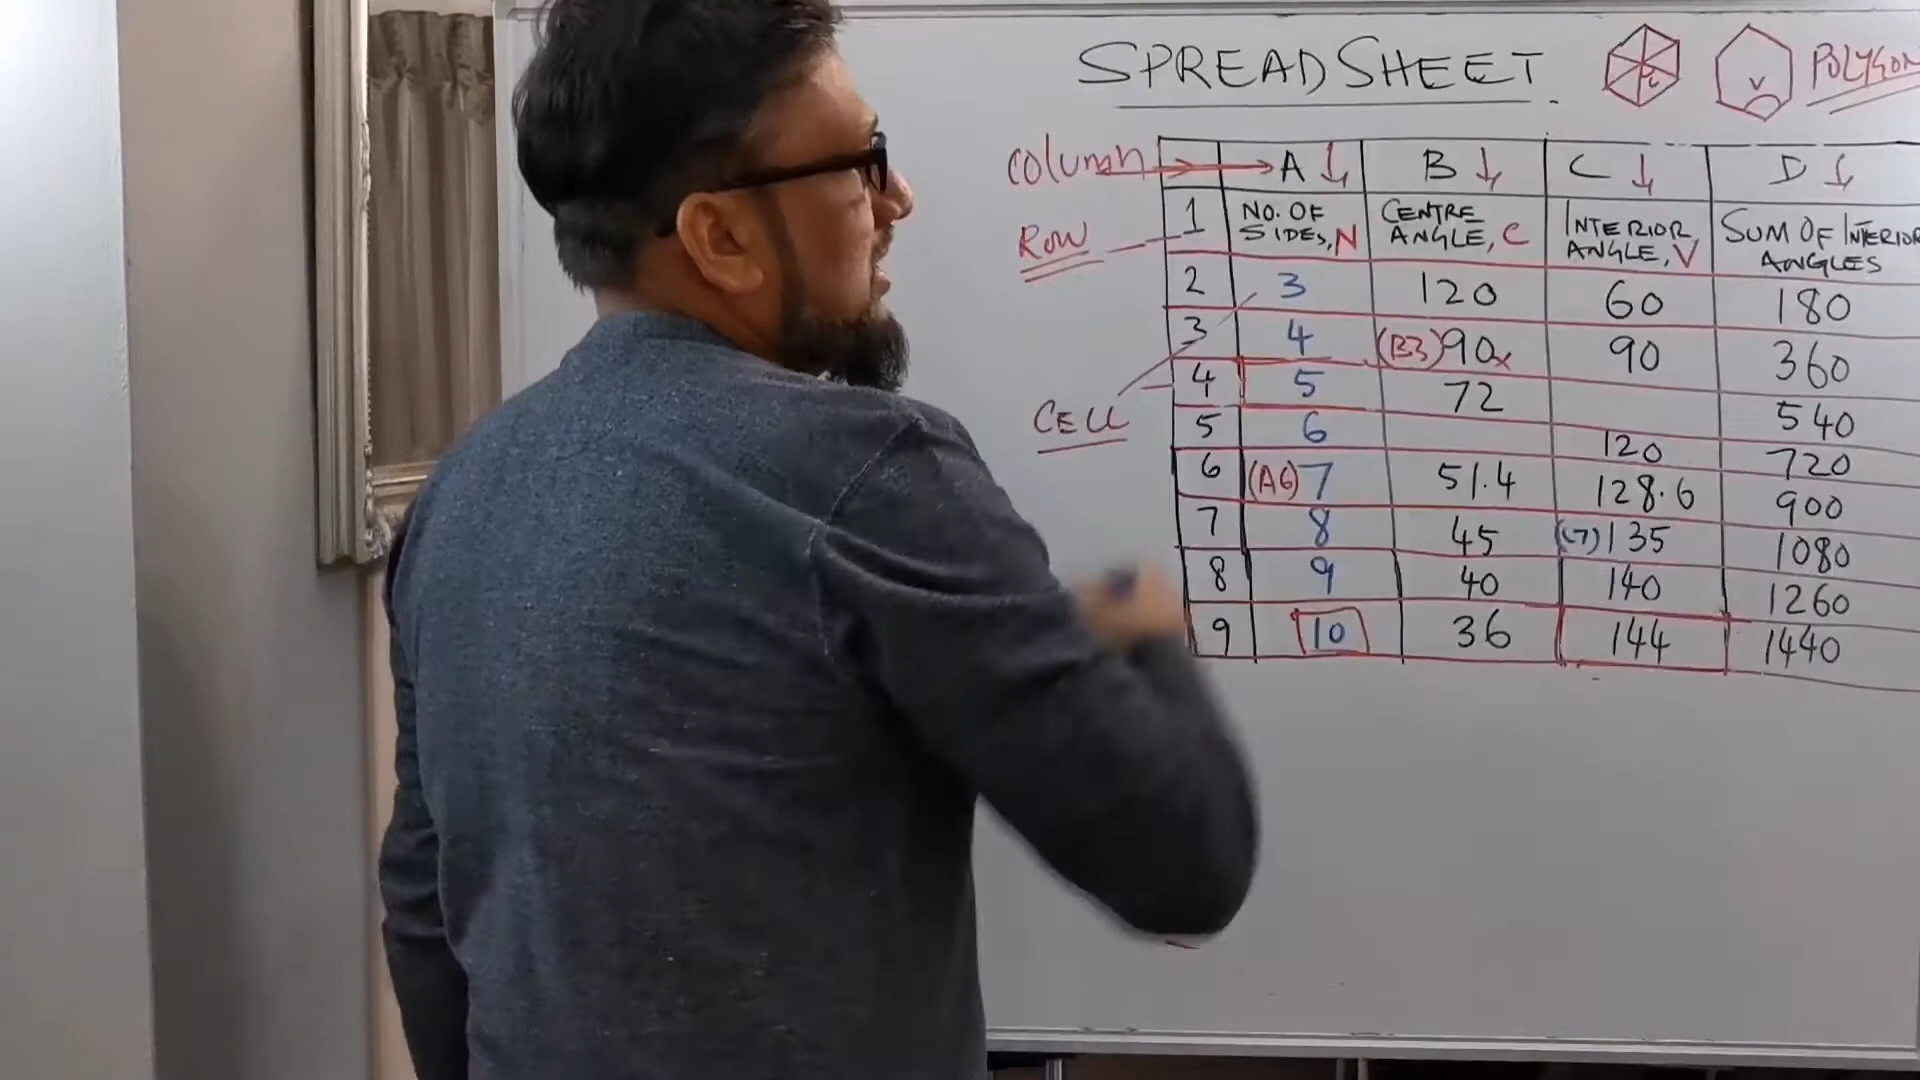 SPREADSHEET
C
V
POLYGON
COLUMN A B C D
ROW
1 NO. OF SIDES, N CENTRE ANGLE, C INTERIOR ANGLE, V SUM OF INTERIOR ANGLES
2 3 120 60 180
3 4 (B3) 90x 90 360
4 5 72 540
CELL
5 6 120 720
6 (A6) 7 51.4 128.6 900
7 8 45 (C7) 135 1080
8 9 40 140 1260
9 10 36 144 1440